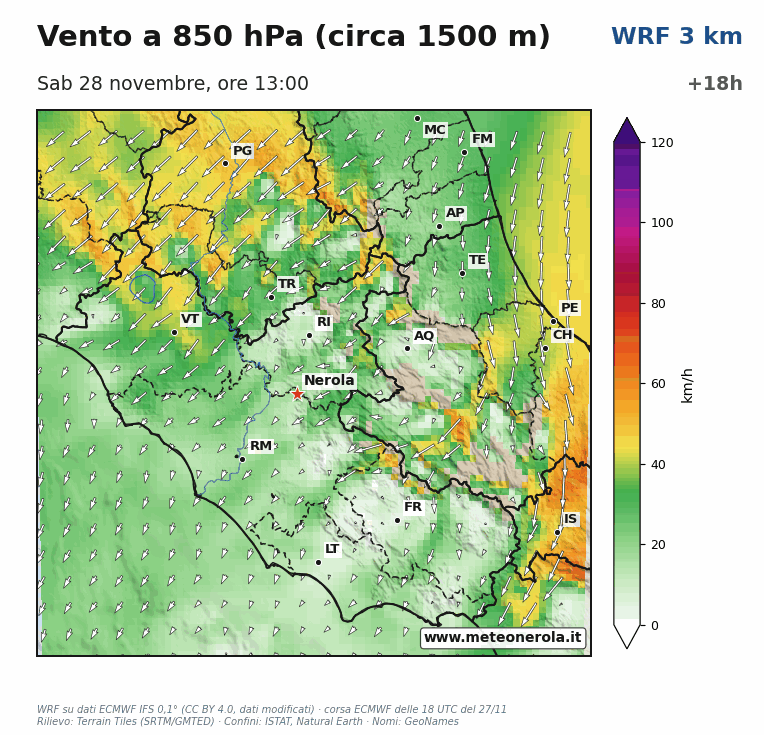 Vento a 850 hPa (circa 1500 m)
WRF 3 km
Sab 28 novembre, ore 13:00
+18h
MC
FM
PG
AP
TE
TR
PE
VT
RI
AQ
CH
Nerola
RM
FR
IS
LT
www.meteonerola.it
120
100
80
60
40
20
0
km/h
WRF su dati ECMWF IFS 0,1° (CC BY 4.0, dati modificati) · corsa ECMWF delle 18 UTC del 27/11
Rilievo: Terrain Tiles (SRTM/GMTED) · Confini: ISTAT, Natural Earth · Nomi: GeoNames